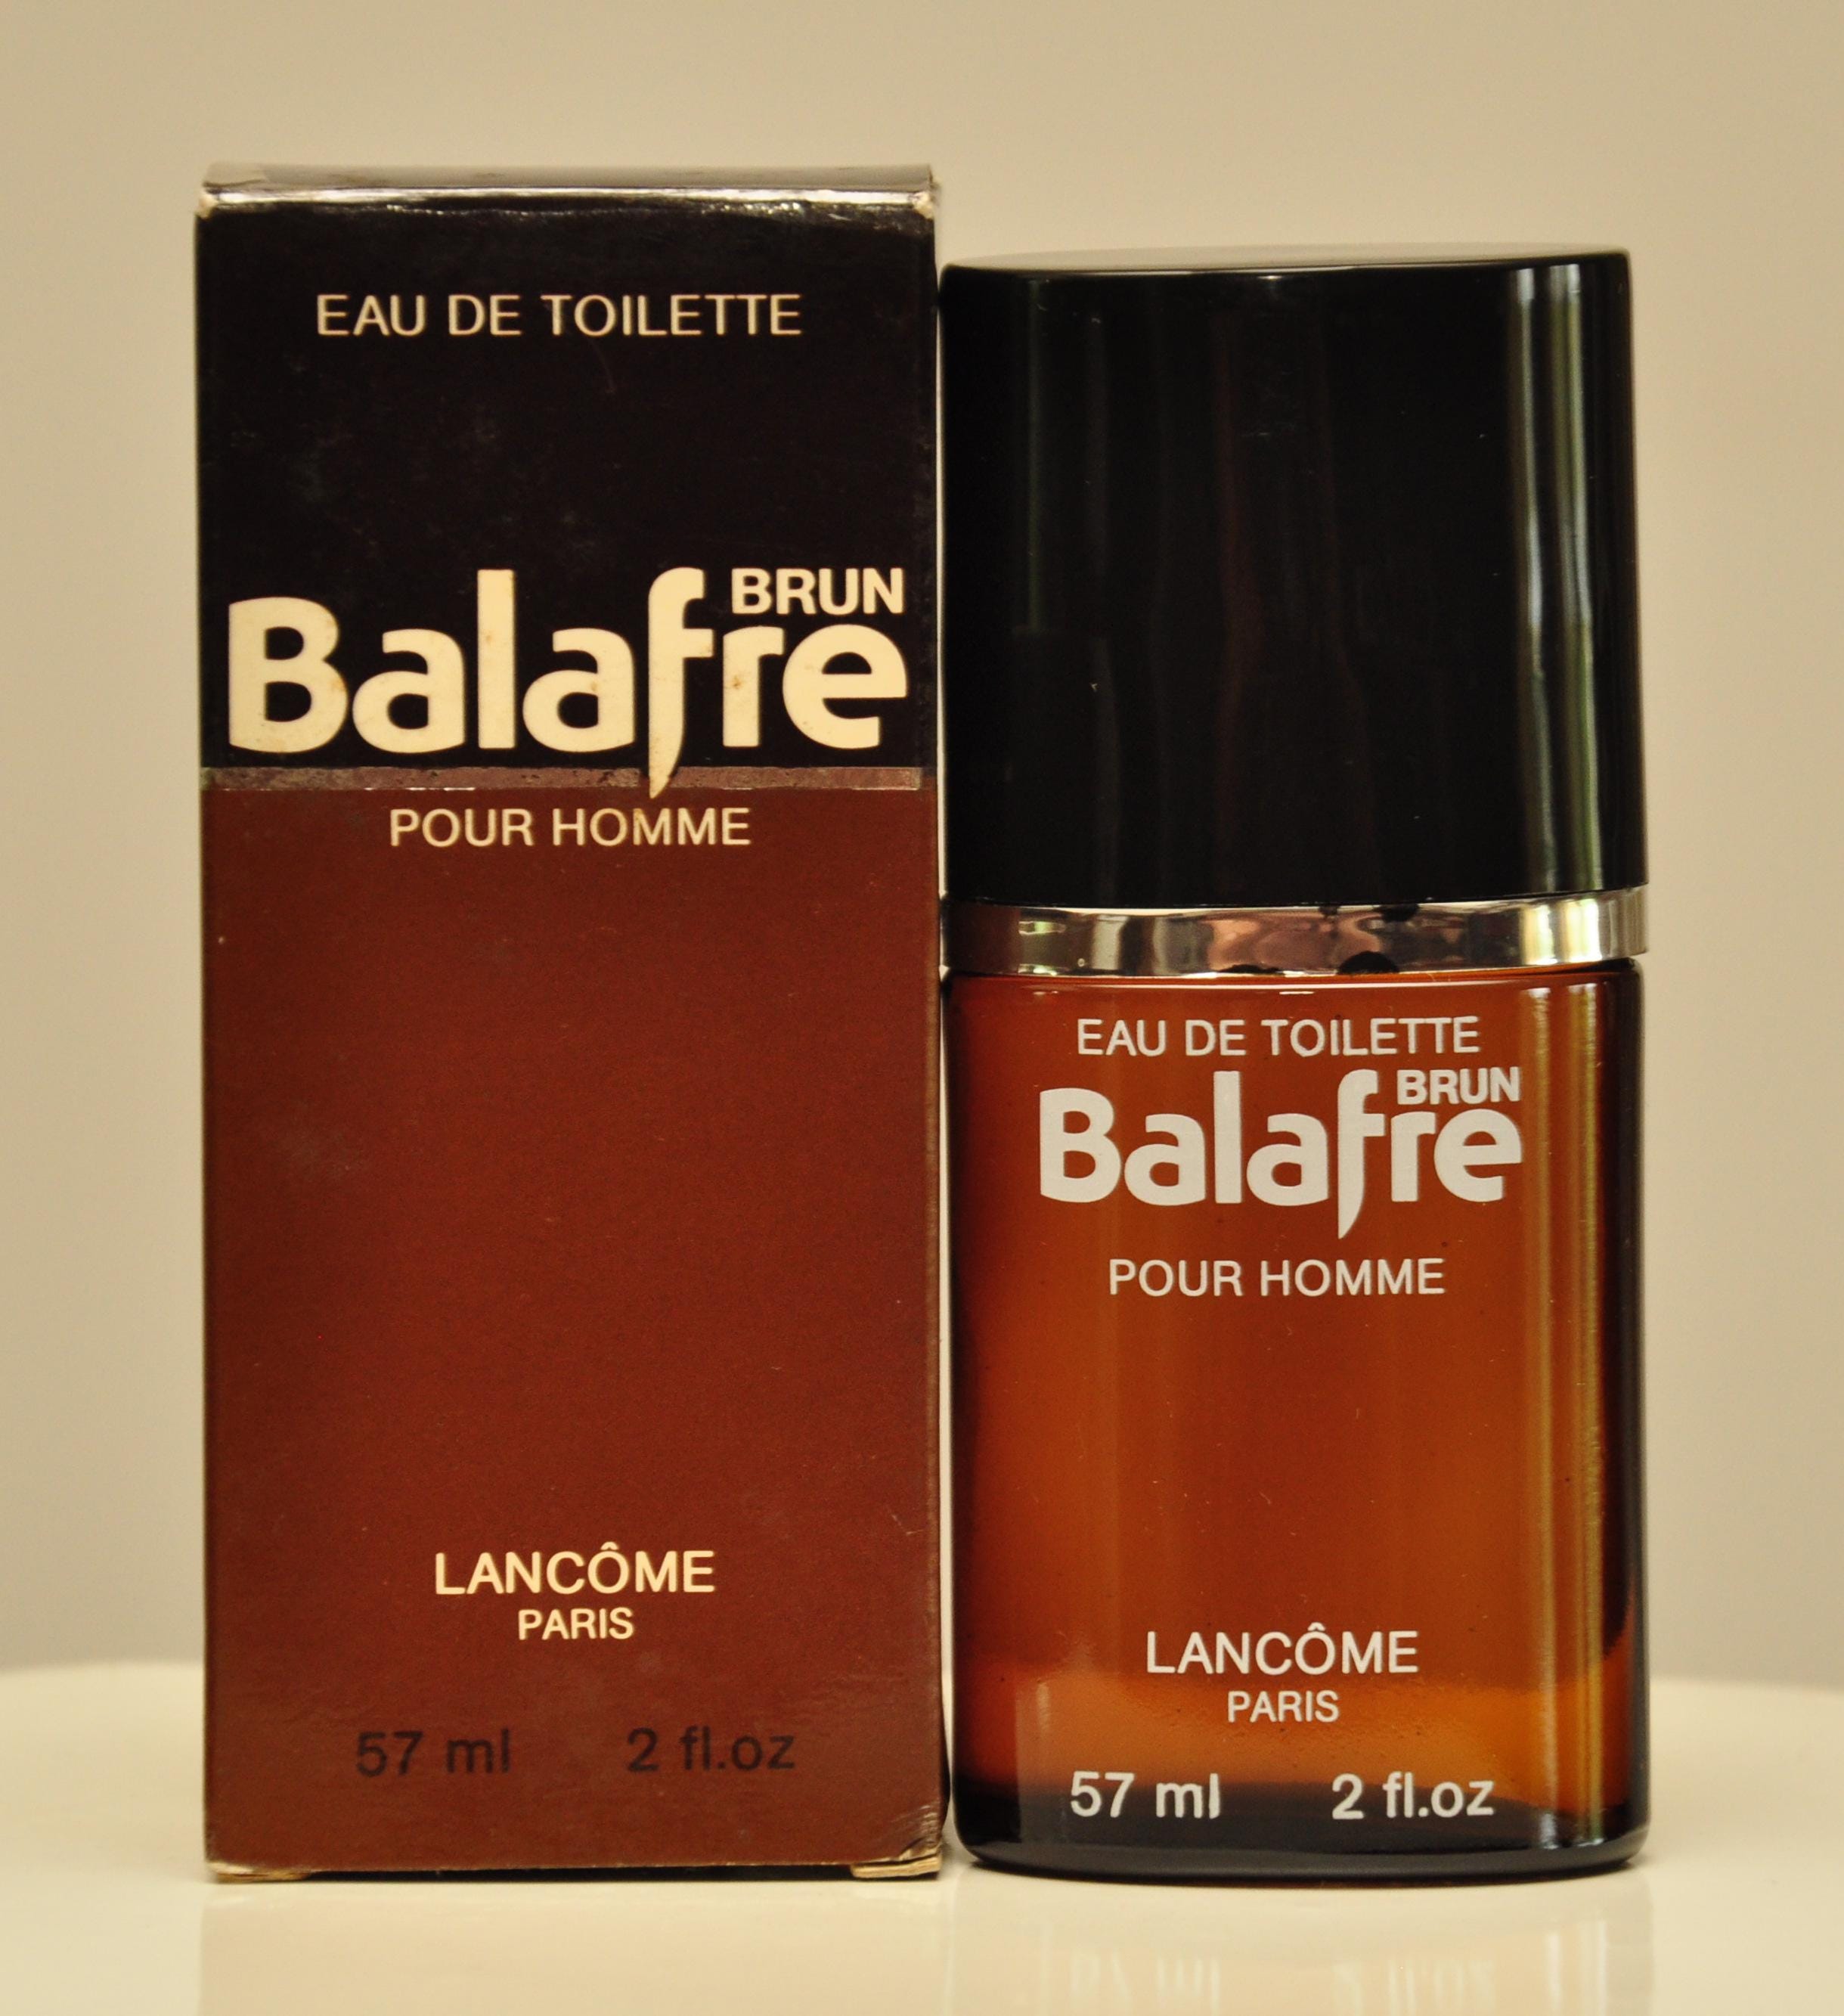 EAU DE TOILETTE
BRUN
Balafre
POUR HOMME
LANCÔME
PARIS
57 ml 2 fl.oz
EAU DE TOILETTE
BRUN
Balafre
POUR HOMME
LANCÔME
PARIS
57 ml 2 fl.oz